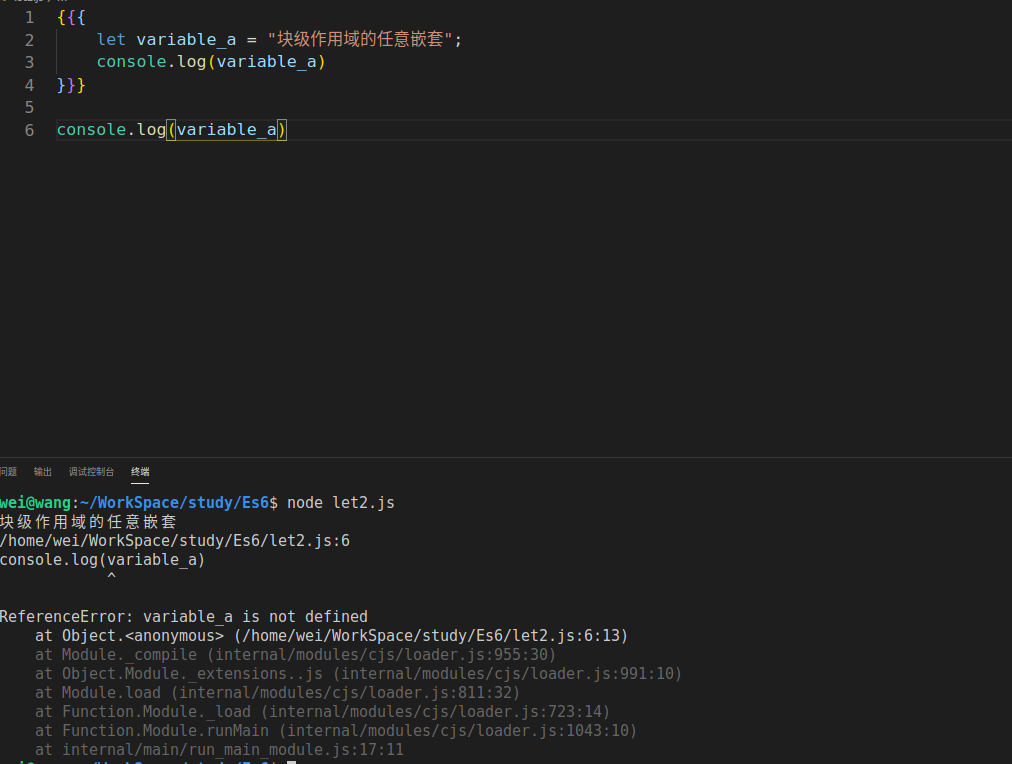 1 {{{
2 let variable_a = "块级作用域的任意嵌套";
3 console.log(variable_a)
4 }}}
5
6 console.log(variable_a)
问题 输出 调试控制台 终端
wei@wang:~/WorkSpace/study/Es6$ node let2.js
块级作用域的任意嵌套
/home/wei/WorkSpace/study/Es6/let2.js:6
console.log(variable_a)
^
ReferenceError: variable_a is not defined
at Object.<anonymous> (/home/wei/WorkSpace/study/Es6/let2.js:6:13)
at Module._compile (internal/modules/cjs/loader.js:955:30)
at Object.Module._extensions..js (internal/modules/cjs/loader.js:991:10)
at Module.load (internal/modules/cjs/loader.js:811:32)
at Function.Module._load (internal/modules/cjs/loader.js:723:14)
at Function.Module.runMain (internal/modules/cjs/loader.js:1043:10)
at internal/main/run_main_module.js:17:11